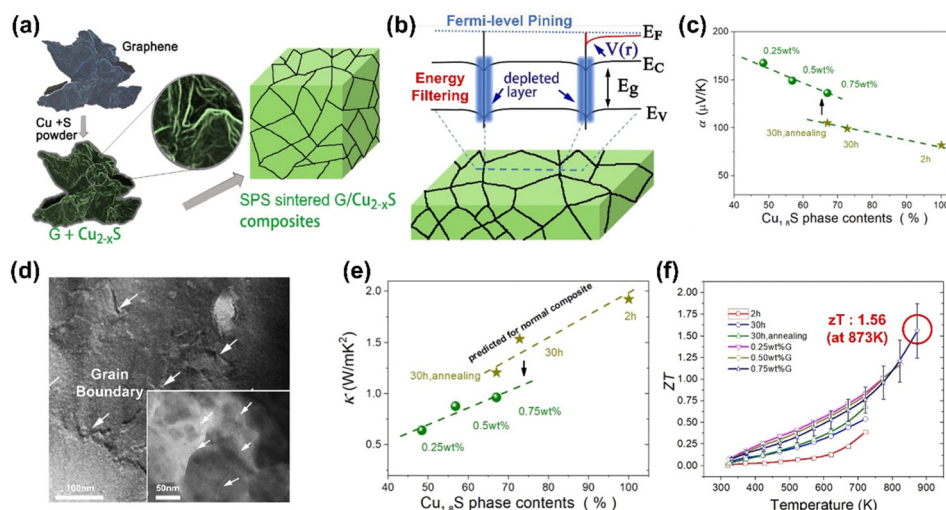 (a)
Graphene
Cu +S
powder
G + Cu2-xS
SPS sintered G/Cu2-xS
composites
(b)
Fermi-level Pining
EF
V(r)
EC
Energy
Filtering
depleted
layer
Eg
EV
(c)
α (μV/K)
200
150
100
50
0.25wt%
0.5wt%
0.75wt%
30h,annealing
30h
2h
40 50 60 70 80 90 100
Cu1.8S phase contents (%)
(d)
Grain
Boundary
100nm
50nm
(e)
κ (W/mK²)
2.0
1.5
1.0
0.5
predicted for normal composite
2h
30h
30h,annealing
0.75wt%
0.5wt%
0.25wt%
40 50 60 70 80 90 100
Cu1.8S phase contents (%)
(f)
ZT
2.00
1.75
1.50
1.25
1.00
0.75
0.50
0.25
0.00
2h
30h
30h,annealing
0.25wt%G
0.50wt%G
0.75wt%G
zT : 1.56
(at 873K)
300 400 500 600 700 800 900
Temperature (K)